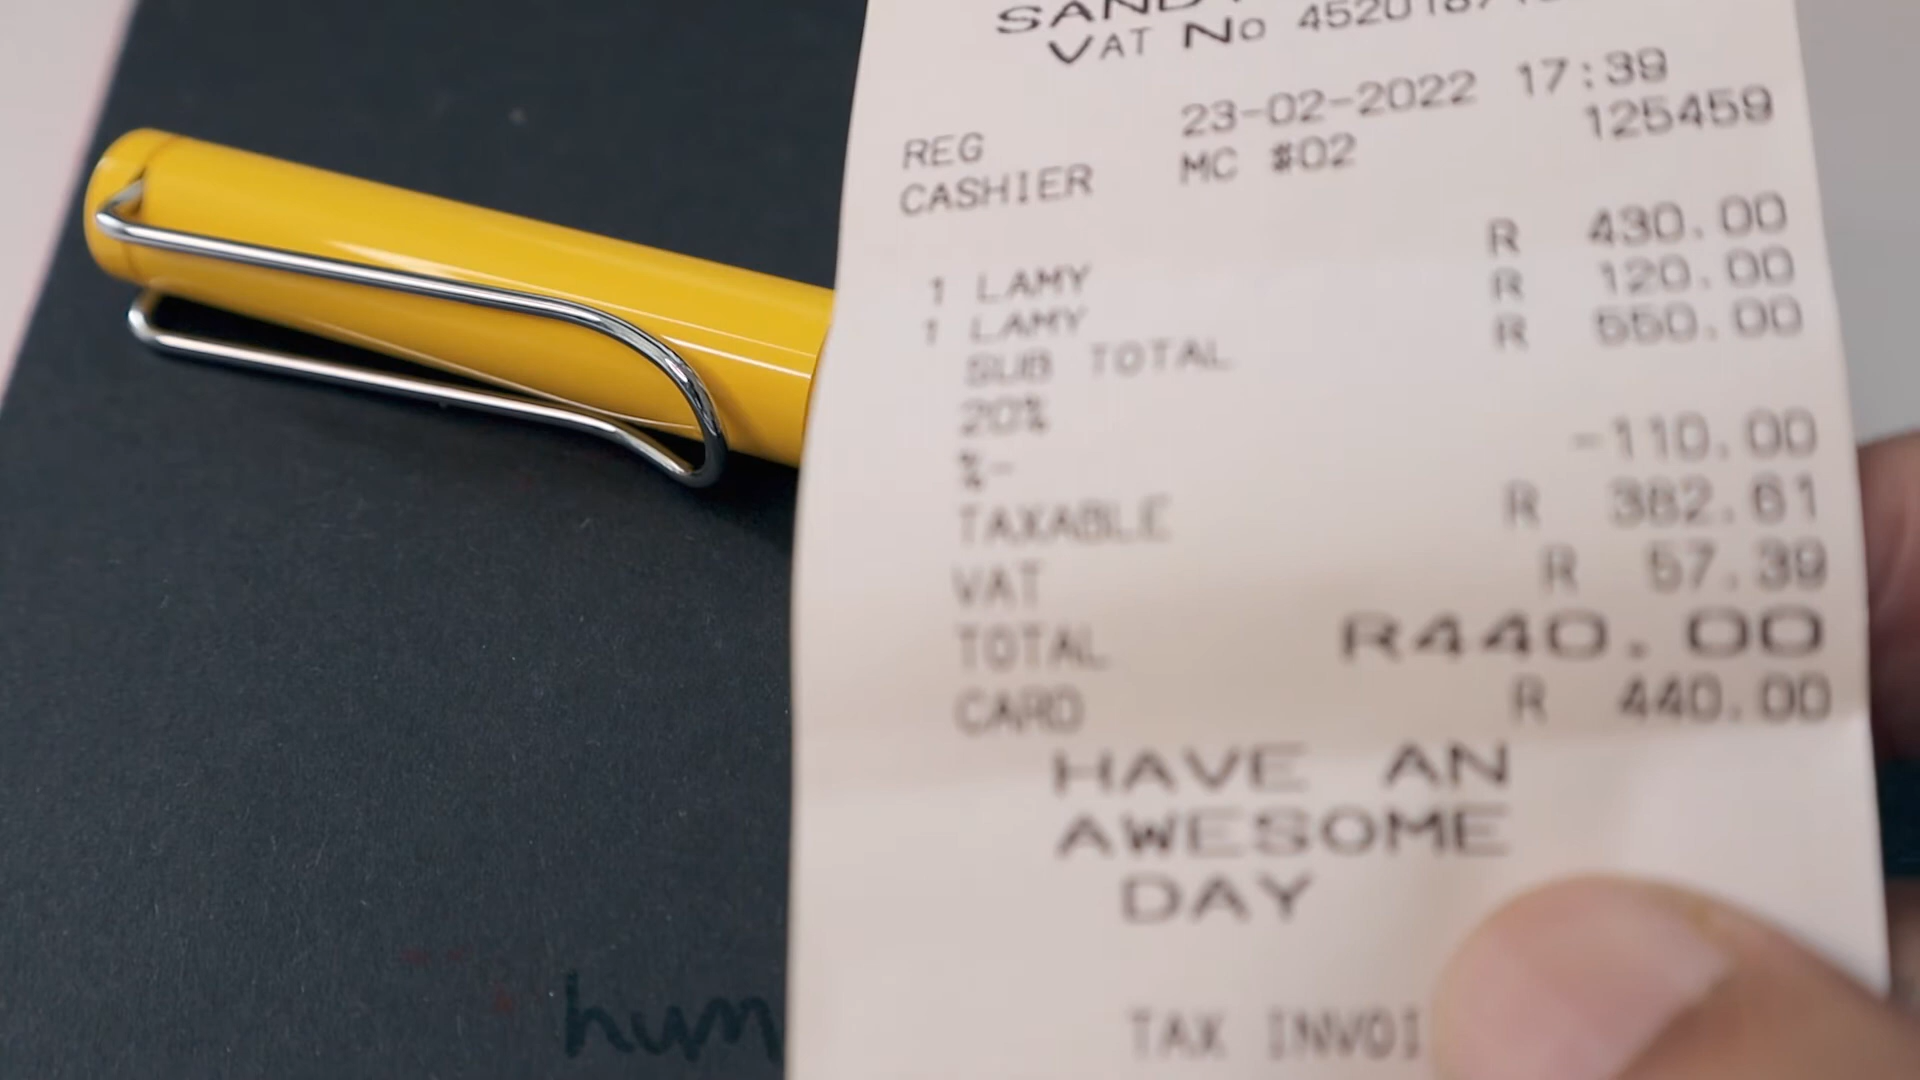 VAT No
23-02-2022 17:39
REG
CASHIER MC #02 125459
1 LAMY R 430.00
1 LAMY R 120.00
SUB TOTAL R 550.00
20%
%- -110.00
TAXABLE R 382.61
VAT R 57.39
TOTAL R440.00
CARD R 440.00
HAVE AN
AWESOME
DAY
TAX INVOI
hum